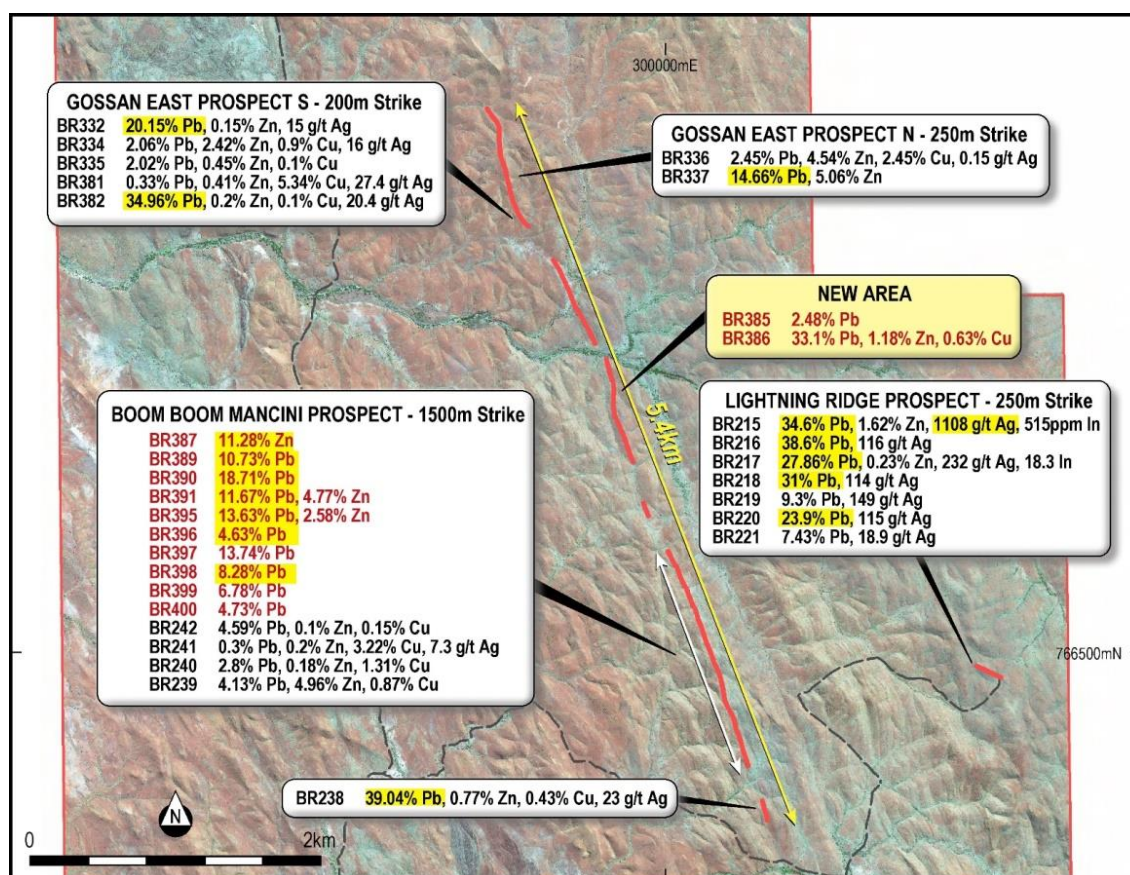 300000mE
GOSSAN EAST PROSPECT S - 200m Strike
BR332 20.15% Pb, 0.15% Zn, 15 g/t Ag
BR334 2.06% Pb, 2.42% Zn, 0.9% Cu, 16 g/t Ag
BR335 2.02% Pb, 0.45% Zn, 0.1% Cu
BR381 0.33% Pb, 0.41% Zn, 5.34% Cu, 27.4 g/t Ag
BR382 34.96% Pb, 0.2% Zn, 0.1% Cu, 20.4 g/t Ag
GOSSAN EAST PROSPECT N - 250m Strike
BR336 2.45% Pb, 4.54% Zn, 2.45% Cu, 0.15 g/t Ag
BR337 14.66% Pb, 5.06% Zn
NEW AREA
BR385 2.48% Pb
BR386 33.1% Pb, 1.18% Zn, 0.63% Cu
5.4km
BOOM BOOM MANCINI PROSPECT - 1500m Strike
BR387 11.28% Zn
BR389 10.73% Pb
BR390 18.71% Pb
BR391 11.67% Pb, 4.77% Zn
BR395 13.63% Pb, 2.58% Zn
BR396 4.63% Pb
BR397 13.74% Pb
BR398 8.28% Pb
BR399 6.78% Pb
BR400 4.73% Pb
BR242 4.59% Pb, 0.1% Zn, 0.15% Cu
BR241 0.3% Pb, 0.2% Zn, 3.22% Cu, 7.3 g/t Ag
BR240 2.8% Pb, 0.18% Zn, 1.31% Cu
BR239 4.13% Pb, 4.96% Zn, 0.87% Cu
LIGHTNING RIDGE PROSPECT - 250m Strike
BR215 34.6% Pb, 1.62% Zn, 1108 g/t Ag, 515ppm In
BR216 38.6% Pb, 116 g/t Ag
BR217 27.86% Pb, 0.23% Zn, 232 g/t Ag, 18.3 In
BR218 31% Pb, 114 g/t Ag
BR219 9.3% Pb, 149 g/t Ag
BR220 23.9% Pb, 115 g/t Ag
BR221 7.43% Pb, 18.9 g/t Ag
766500mN
BR238 39.04% Pb, 0.77% Zn, 0.43% Cu, 23 g/t Ag
N
0 2km